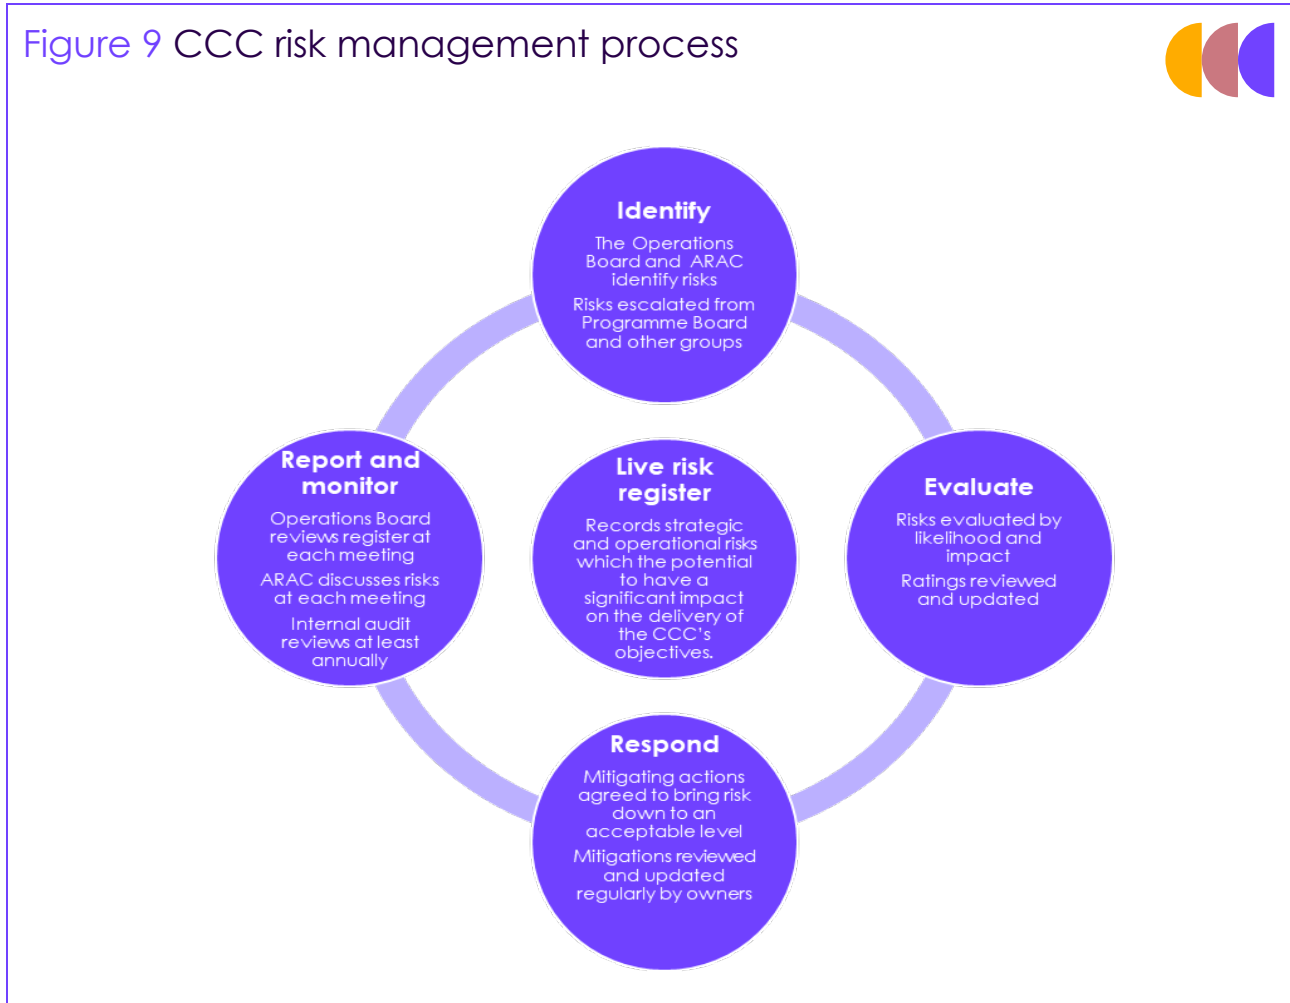 Figure 9 CCC risk management process
Identify
The Operations
Board and ARAC
identify risks
Risks escalated from
Programme Board
and other groups
Evaluate
Risks evaluated by
likelihood and
impact
Ratings reviewed
and updated
Respond
Mitigating actions
agreed to bring risk
down to an
acceptable level
Mitigations reviewed
and updated
regularly by owners
Report and
monitor
Operations Board
reviews register at
each meeting
ARAC discusses risks
at each meeting
Internal audit
reviews at least
annually
Live risk
register
Records strategic
and operational risks
which the potential
to have a
significant impact
on the delivery of
the CCC's
objectives.